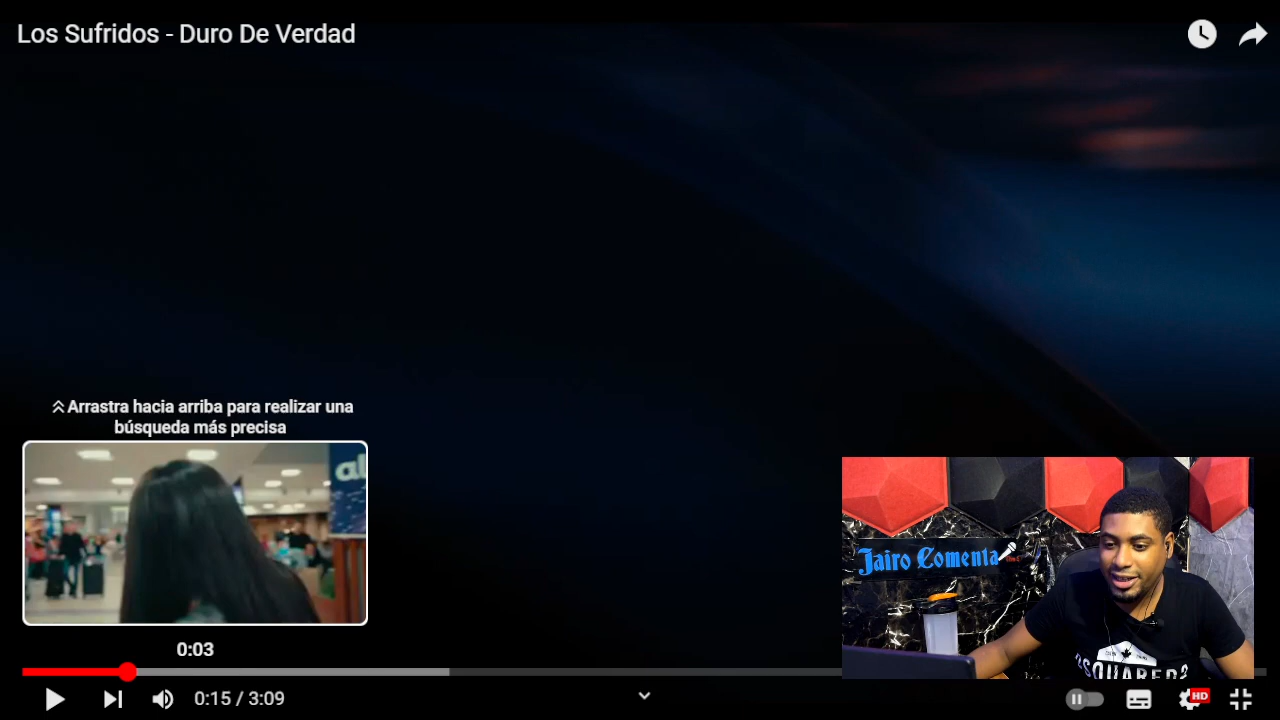 Los Sufridos - Duro De Verdad
Arrastra hacia arriba para realizar una
búsqueda más precisa
al
0:03
0:15 / 3:09
HD
Jairo Comenta
DSQUARED2